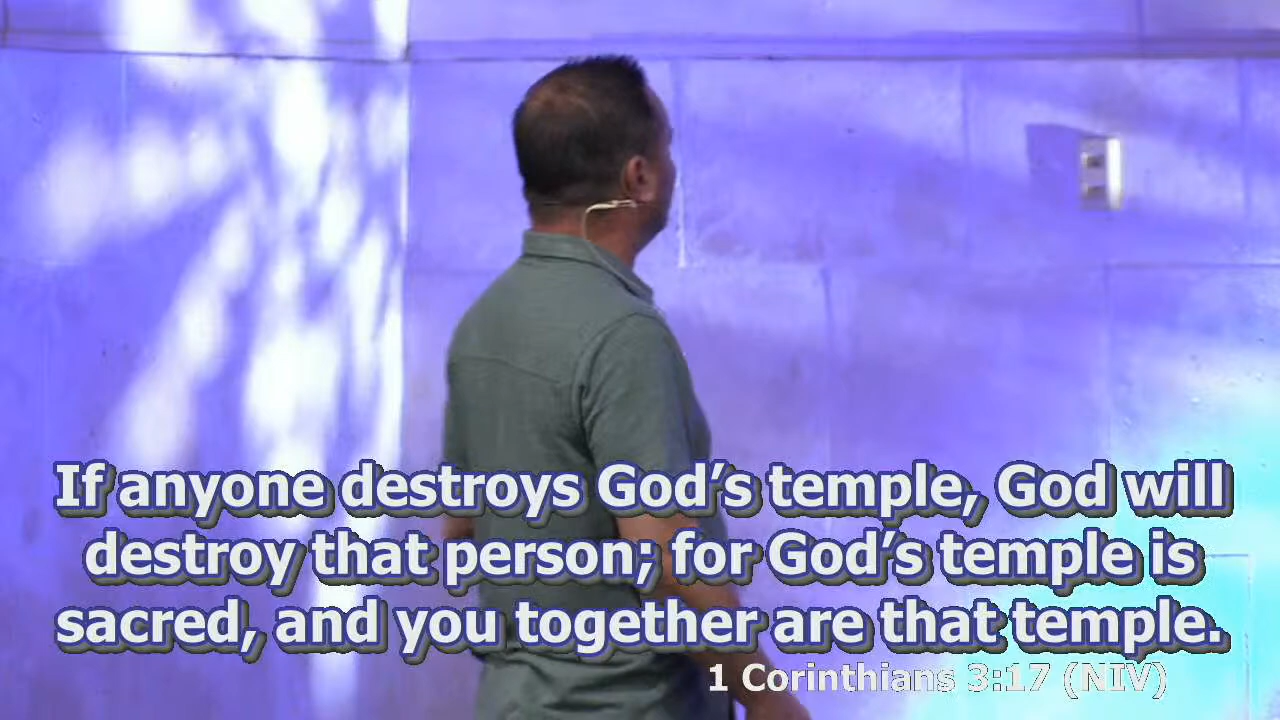 If anyone destroys God’s temple, God will
destroy that person; for God’s temple is
sacred, and you together are that temple.
1 Corinthians 3:17 (NIV)